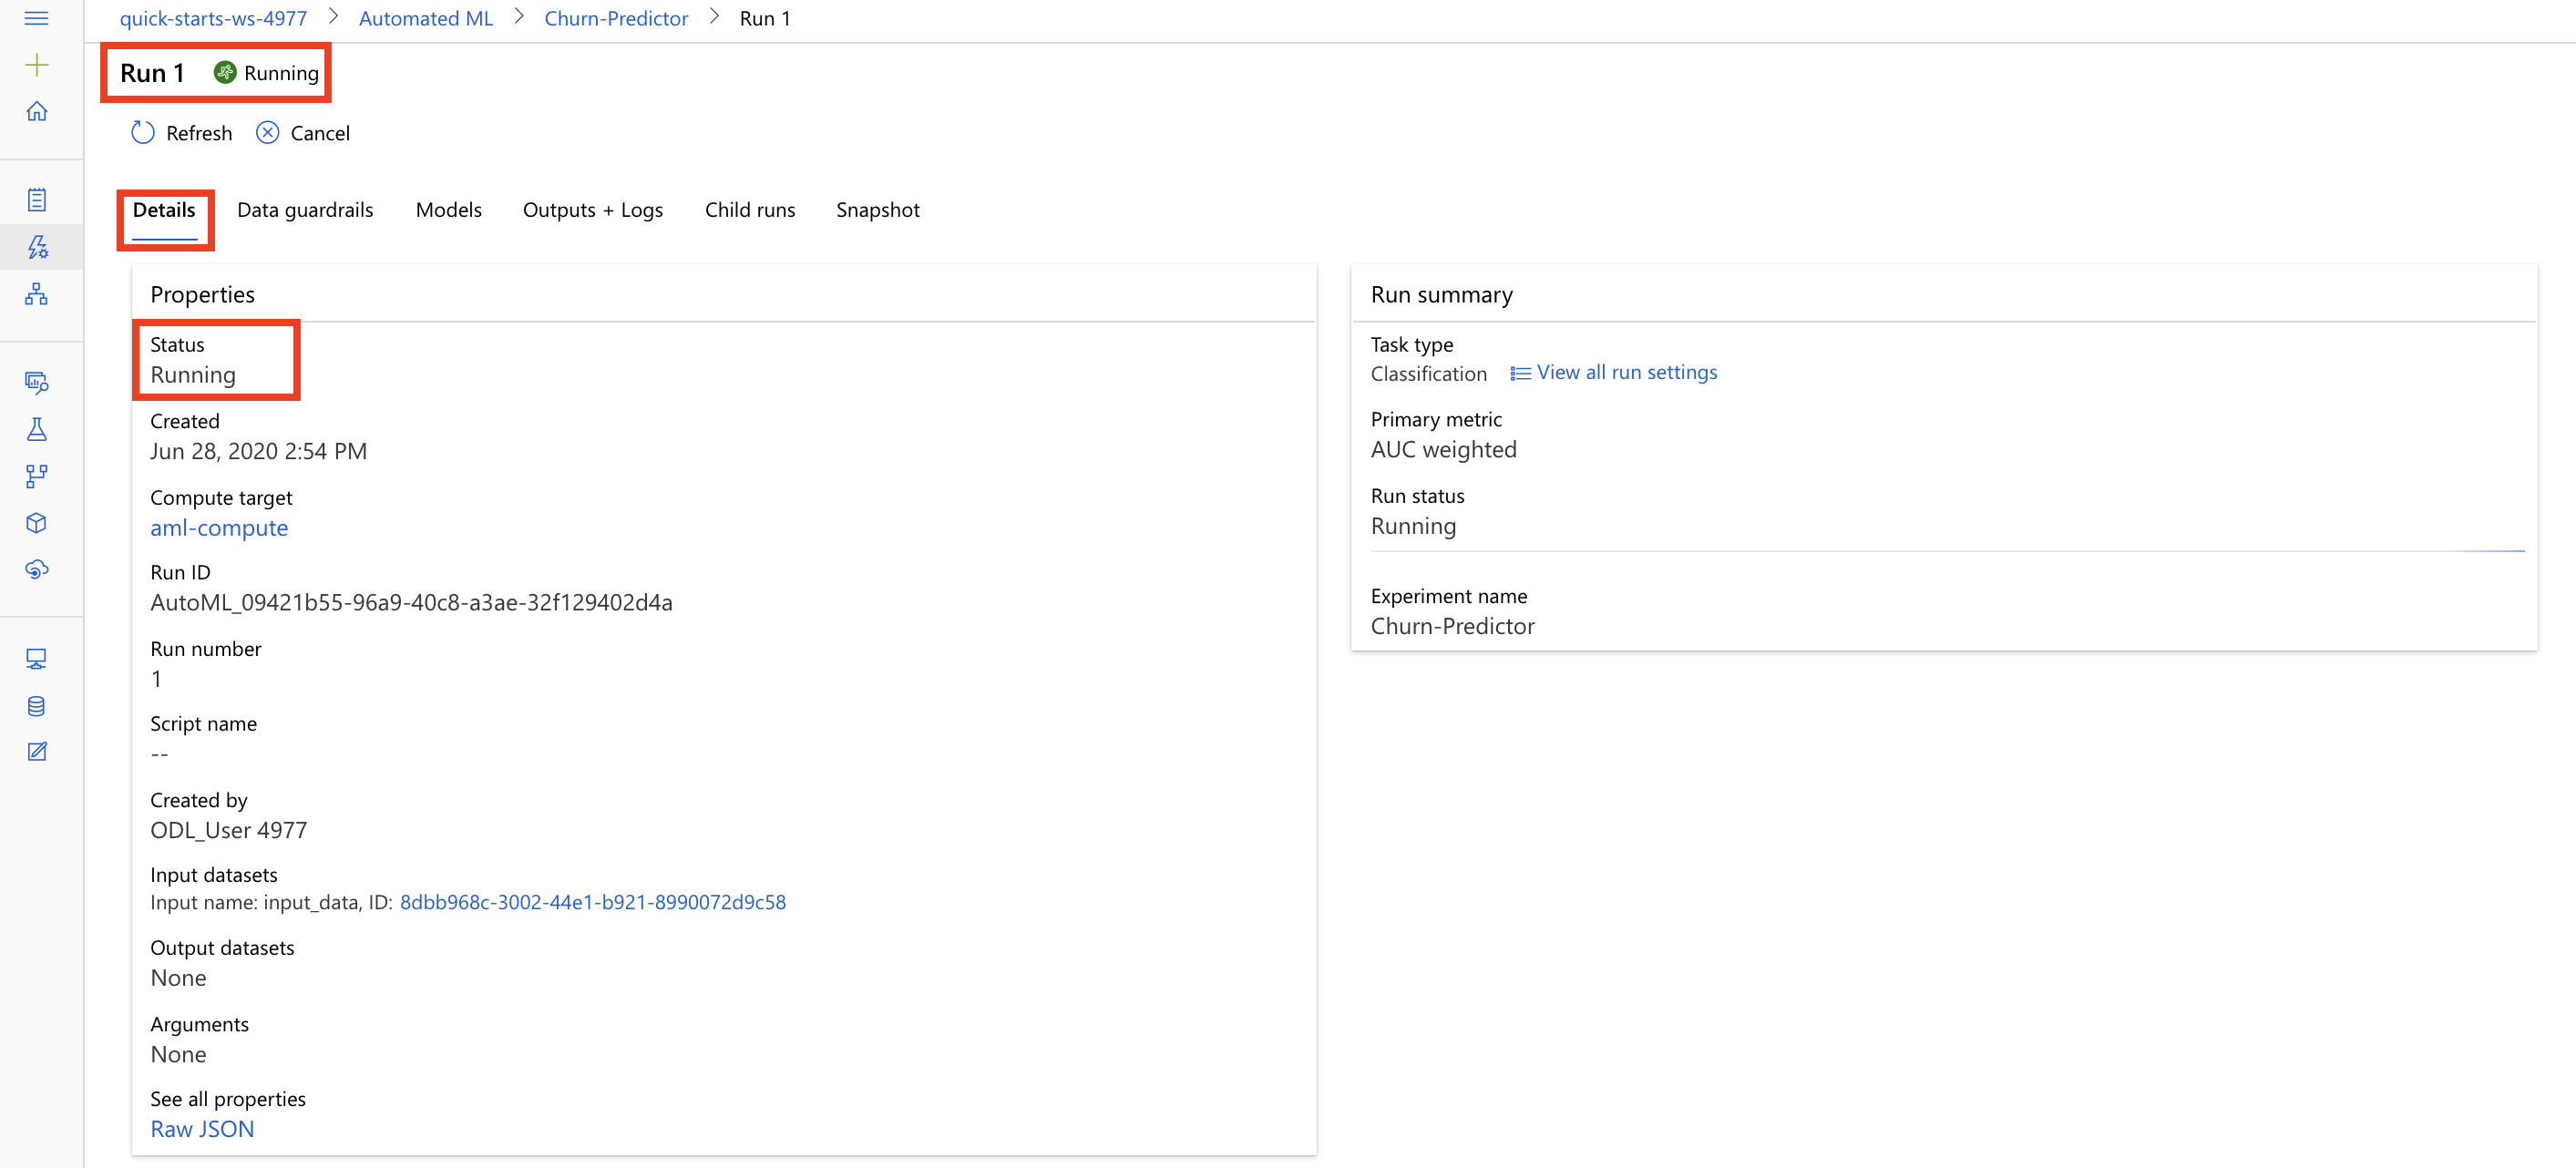 quick-starts-ws-4977 > Automated ML > Churn-Predictor > Run 1
Run 1 Running
Refresh Cancel
Details Data guardrails Models Outputs + Logs Child runs Snapshot
Properties
Status
Running
Created
Jun 28, 2020 2:54 PM
Compute target
aml-compute
Run ID
AutoML_09421b55-96a9-40c8-a3ae-32f129402d4a
Run number
1
Script name
--
Created by
ODL_User 4977
Input datasets
Input name: input_data, ID: 8dbb968c-3002-44e1-b921-8990072d9c58
Output datasets
None
Arguments
None
See all properties
Raw JSON
Run summary
Task type
Classification View all run settings
Primary metric
AUC weighted
Run status
Running
Experiment name
Churn-Predictor